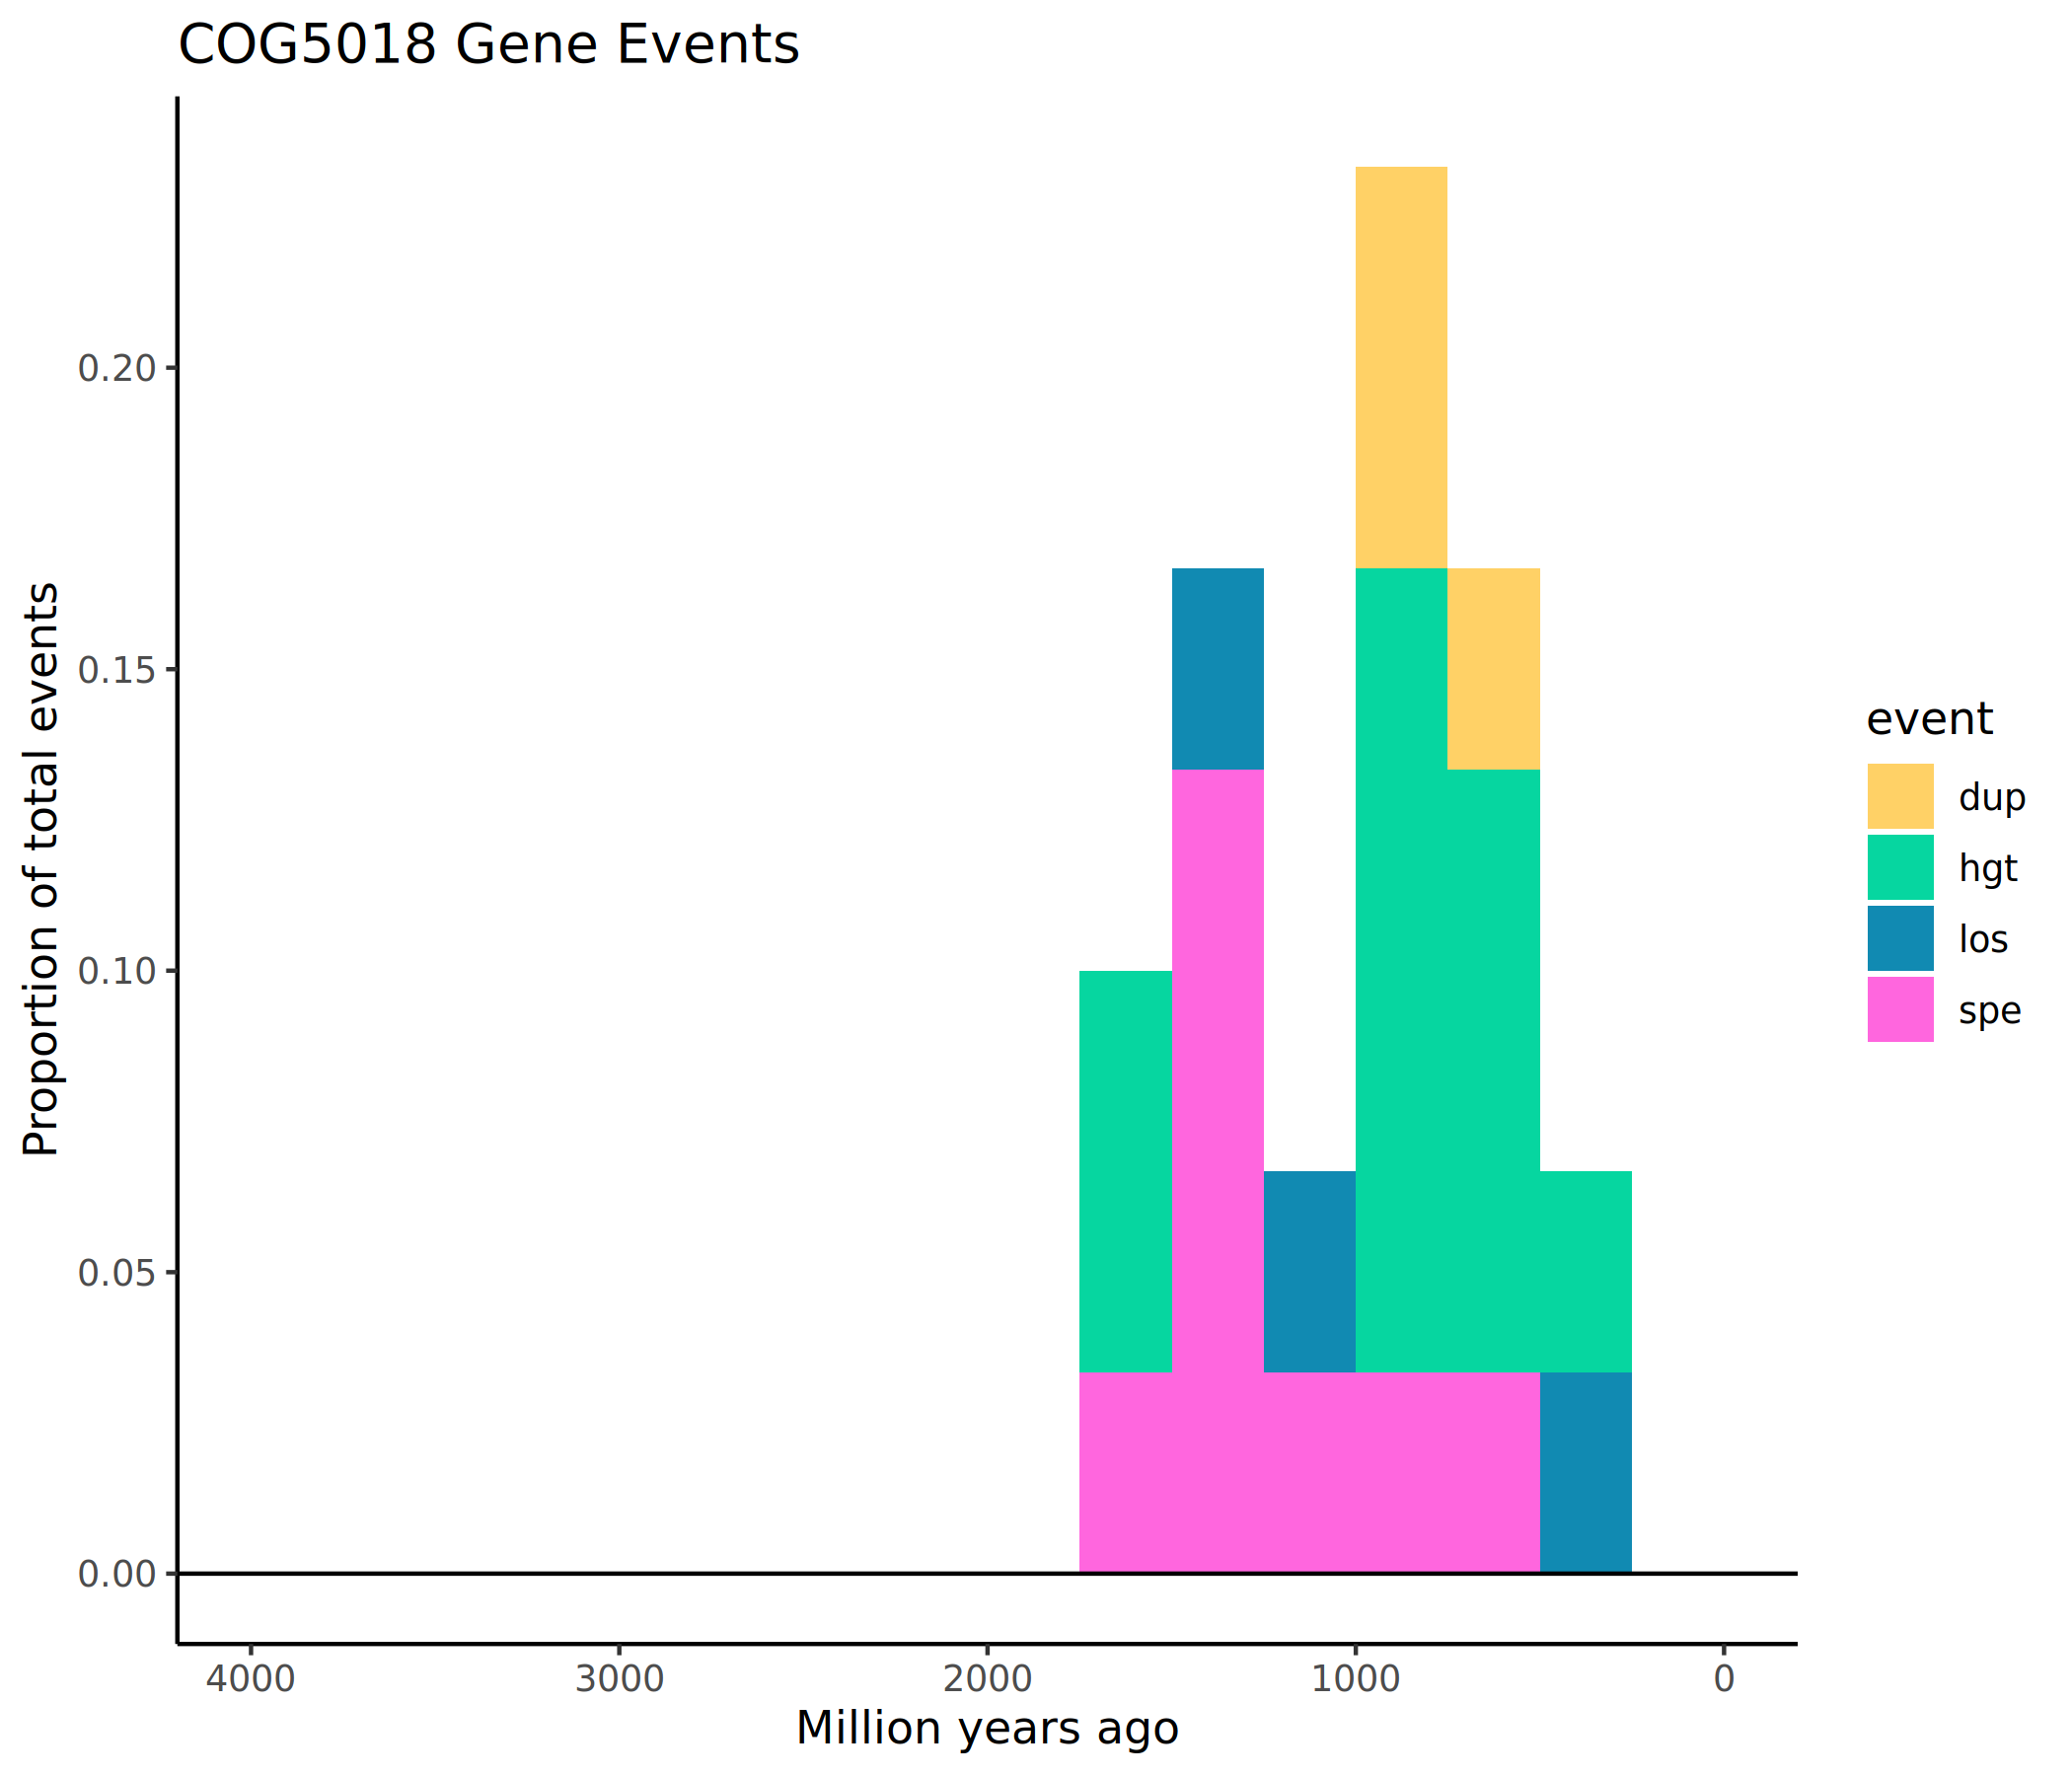 COG5018 Gene Events
Proportion of total events
0.20
0.15
0.10
0.05
0.00
4000 3000 2000 1000 0
Million years ago
event
dup
hgt
los
spe